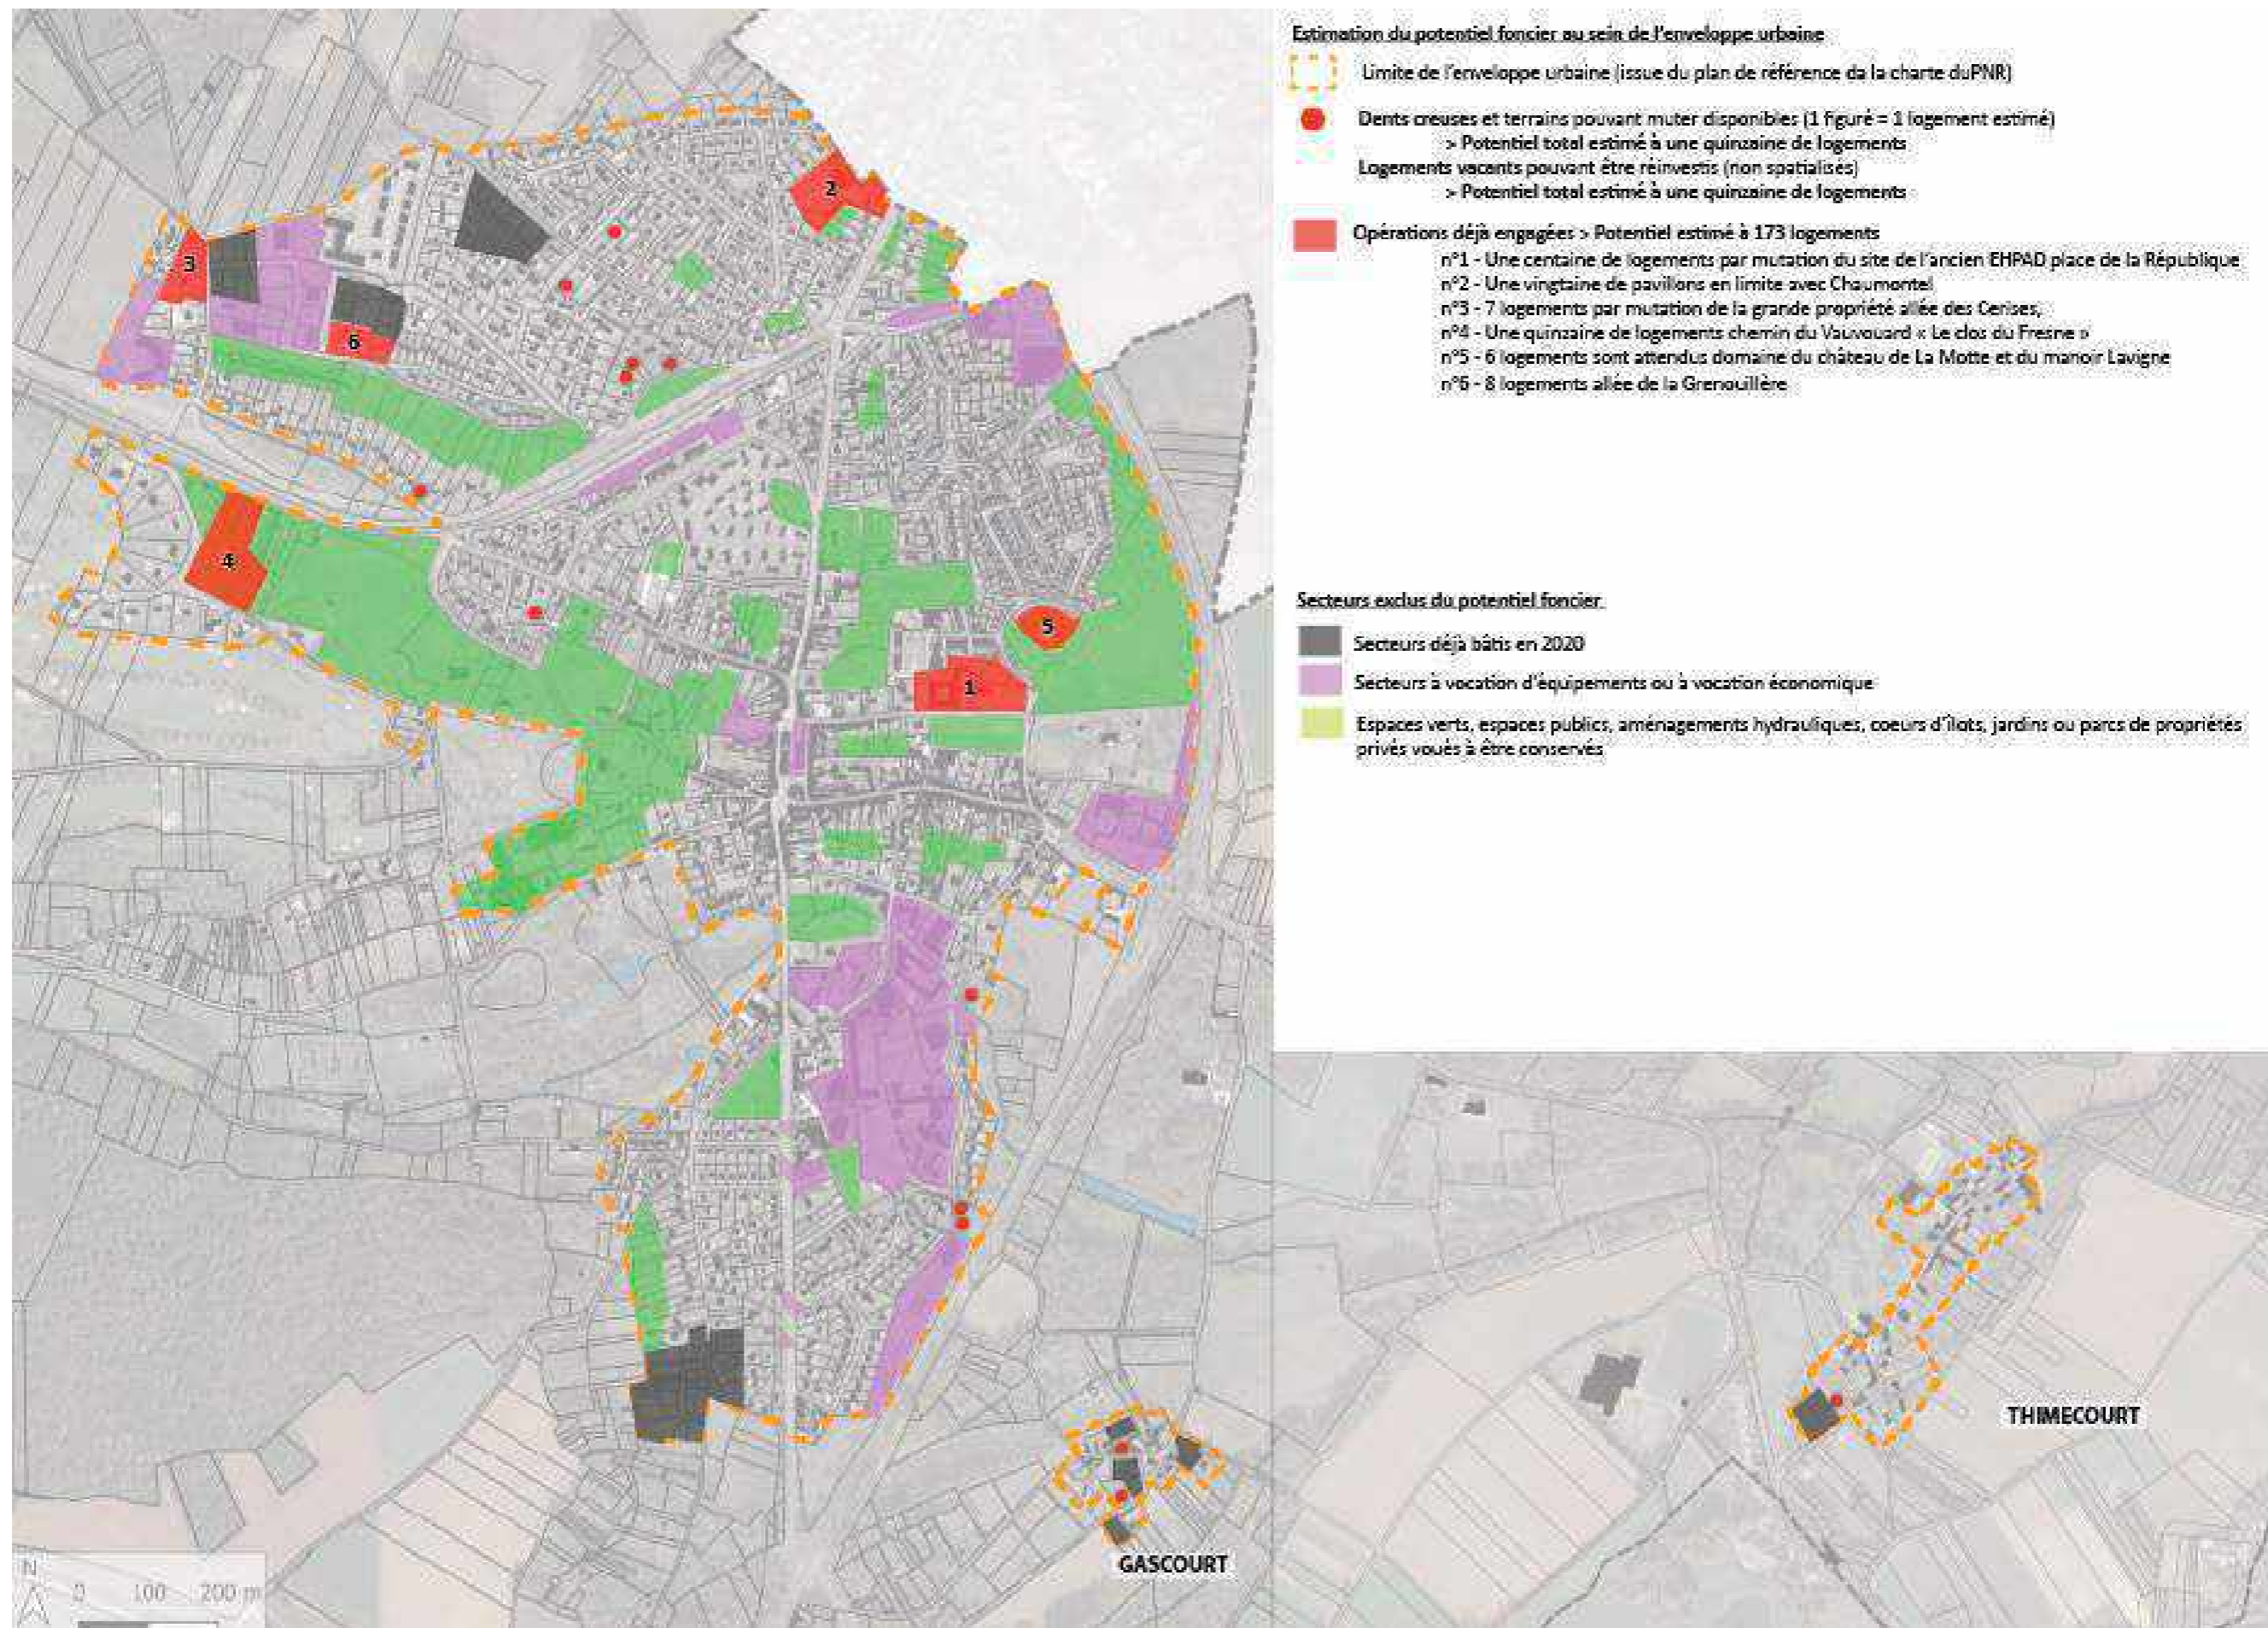 Estimation du potentiel foncier au sein de l'enveloppe urbaine
Limite de l'enveloppe urbaine (issue du plan de référence da la charte duPNR)
Dents creuses et terrains pouvant muter disponibles (1 figuré = 1 logement estimé)
> Potentiel total estimé à une quinzaine de logements
Logements vacants pouvant être réinvestis (non spatialisés)
> Potentiel total estimé à une quinzaine de logements
Opérations déjà engagées > Potentiel estimé à 173 logements
n°1 - Une centaine de logements par mutation du site de l'ancien EHPAD place de la République
n°2 - Une vingtaine de pavillons en limite avec Chaumontel
n°3 - 7 logements par mutation de la grande propriété allée des Cerises,
n°4 - Une quinzaine de logements chemin du Vauvouard « Le clos du Fresne »
n°5 - 6 logements sont attendus domaine du château de La Motte et du manoir Lavigne
n°6 - 8 logements allée de la Grenouillère
Secteurs exclus du potentiel foncier
Secteurs déjà bâtis en 2020
Secteurs à vocation d'équipements ou à vocation économique
Espaces verts, espaces publics, aménagements hydrauliques, coeurs d'îlots, jardins ou parcs de propriétés
privés voués à être conservés
2
3
6
4
5
1
THIMECOURT
GASCOURT
N
0 100 200 m